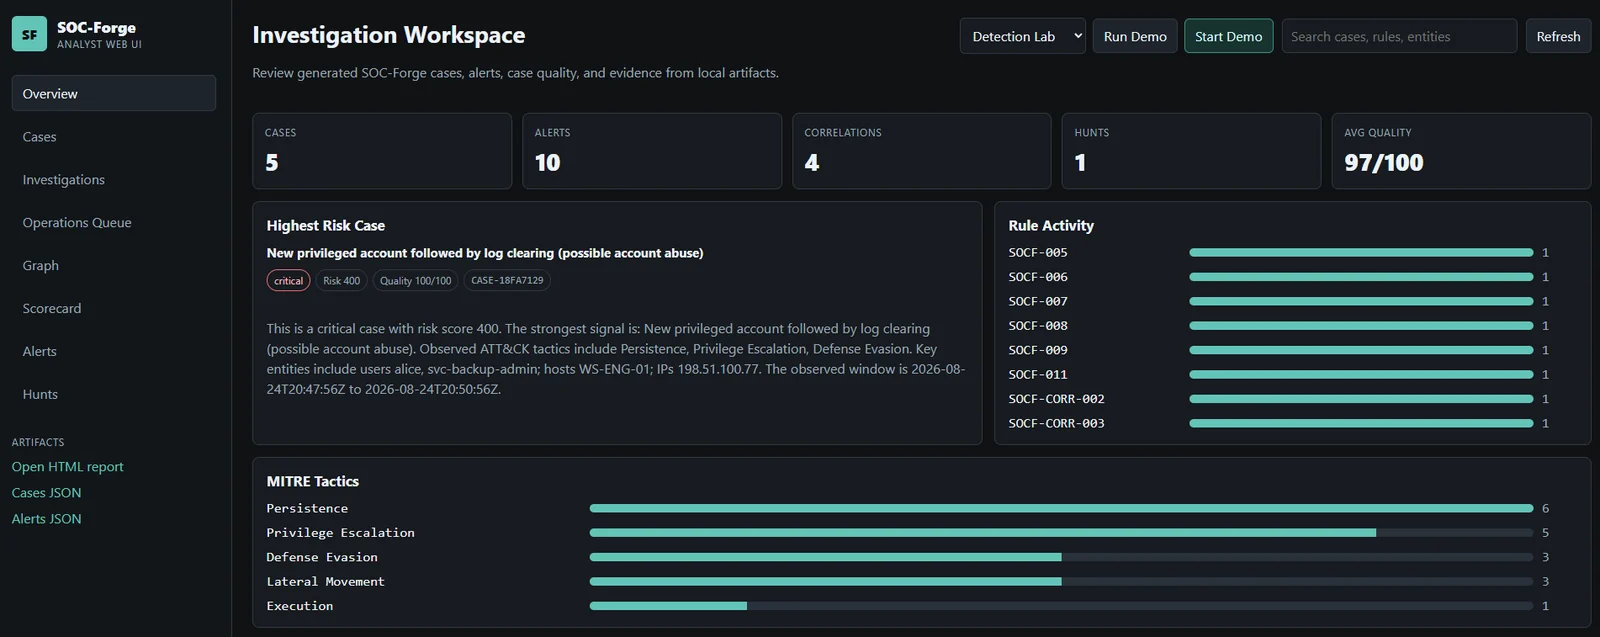 SF
SOC-Forge
ANALYST WEB UI
Overview
Cases
Investigations
Operations Queue
Graph
Scorecard
Alerts
Hunts
ARTIFACTS
Open HTML report
Cases JSON
Alerts JSON
Investigation Workspace
Detection Lab
Run Demo
Start Demo
Search cases, rules, entities
Refresh
Review generated SOC-Forge cases, alerts, case quality, and evidence from local artifacts.
CASES
5
ALERTS
10
CORRELATIONS
4
HUNTS
1
AVG QUALITY
97/100
Highest Risk Case
New privileged account followed by log clearing (possible account abuse)
critical Risk 400 Quality 100/100 CASE-18FA7129
This is a critical case with risk score 400. The strongest signal is: New privileged account followed by log clearing
(possible account abuse). Observed ATT&CK tactics include Persistence, Privilege Escalation, Defense Evasion. Key
entities include users alice, svc-backup-admin; hosts WS-ENG-01; IPs 198.51.100.77. The observed window is 2026-08-
24T20:47:56Z to 2026-08-24T20:50:56Z.
Rule Activity
SOCF-005 1
SOCF-006 1
SOCF-007 1
SOCF-008 1
SOCF-009 1
SOCF-011 1
SOCF-CORR-002 1
SOCF-CORR-003 1
MITRE Tactics
Persistence 6
Privilege Escalation 5
Defense Evasion 3
Lateral Movement 3
Execution 1